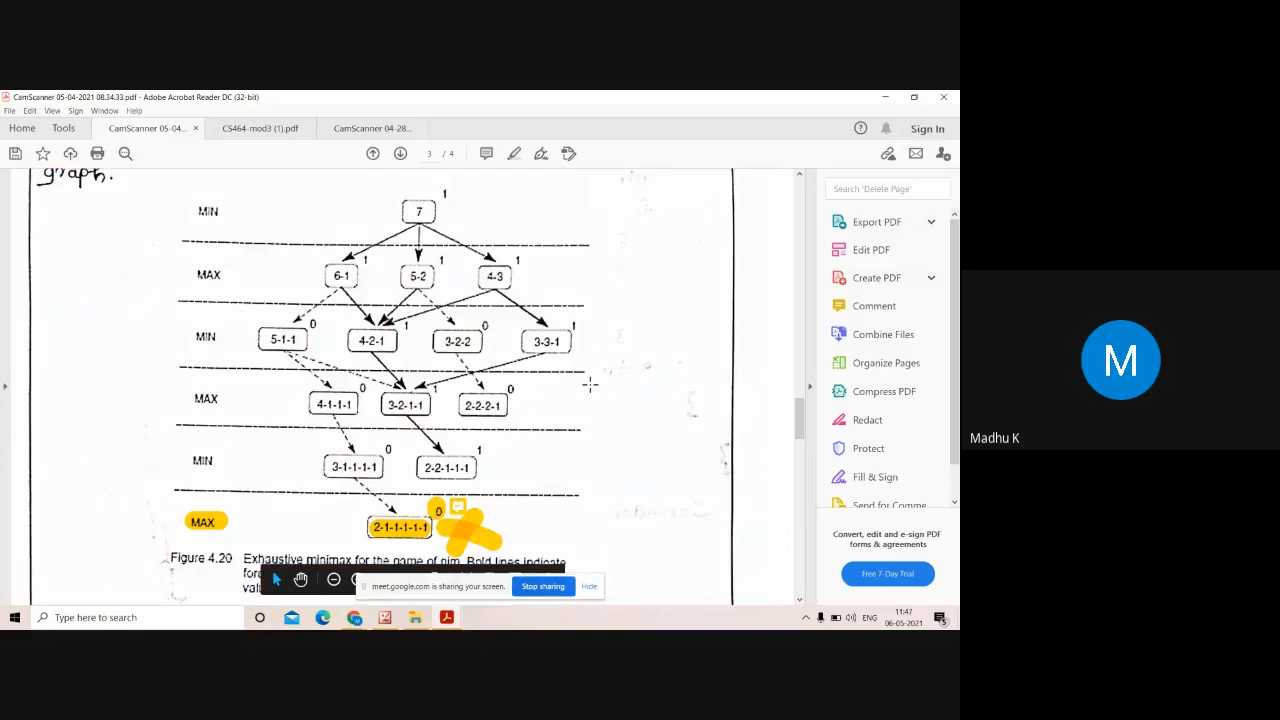 CamScanner 05-04-2021 08.34.33.pdf - Adobe Acrobat Reader DC (32-bit)
File Edit View Sign Window Help
Home Tools CamScanner 05-04... × CS464-mod3 (1).pdf CamScanner 04-28... Sign In
3 / 4
graph.
Search 'Delete Page'
Export PDF
Edit PDF
Create PDF
Comment
Combine Files
Organize Pages
Compress PDF
Redact
Protect
Fill & Sign
Send for Comme
Convert, edit and e-sign PDF
forms & agreements
Free 7-Day Trial
MIN 7 1
MAX 6-1 1 5-2 1 4-3 1
MIN 5-1-1 0 4-2-1 1 3-2-2 0 3-3-1 1
MAX 4-1-1-1 0 3-2-1-1 1 2-2-2-1 0
MIN 3-1-1-1-1 0 2-2-1-1-1 1
MAX 2-1-1-1-1-1 0
Figure 4.20 Exhaustive minimax for the game of nim. Bold lines indicate
meet.google.com is sharing your screen. Stop sharing Hide
Type here to search
ENG
11:47
06-05-2021
5
M
Madhu K